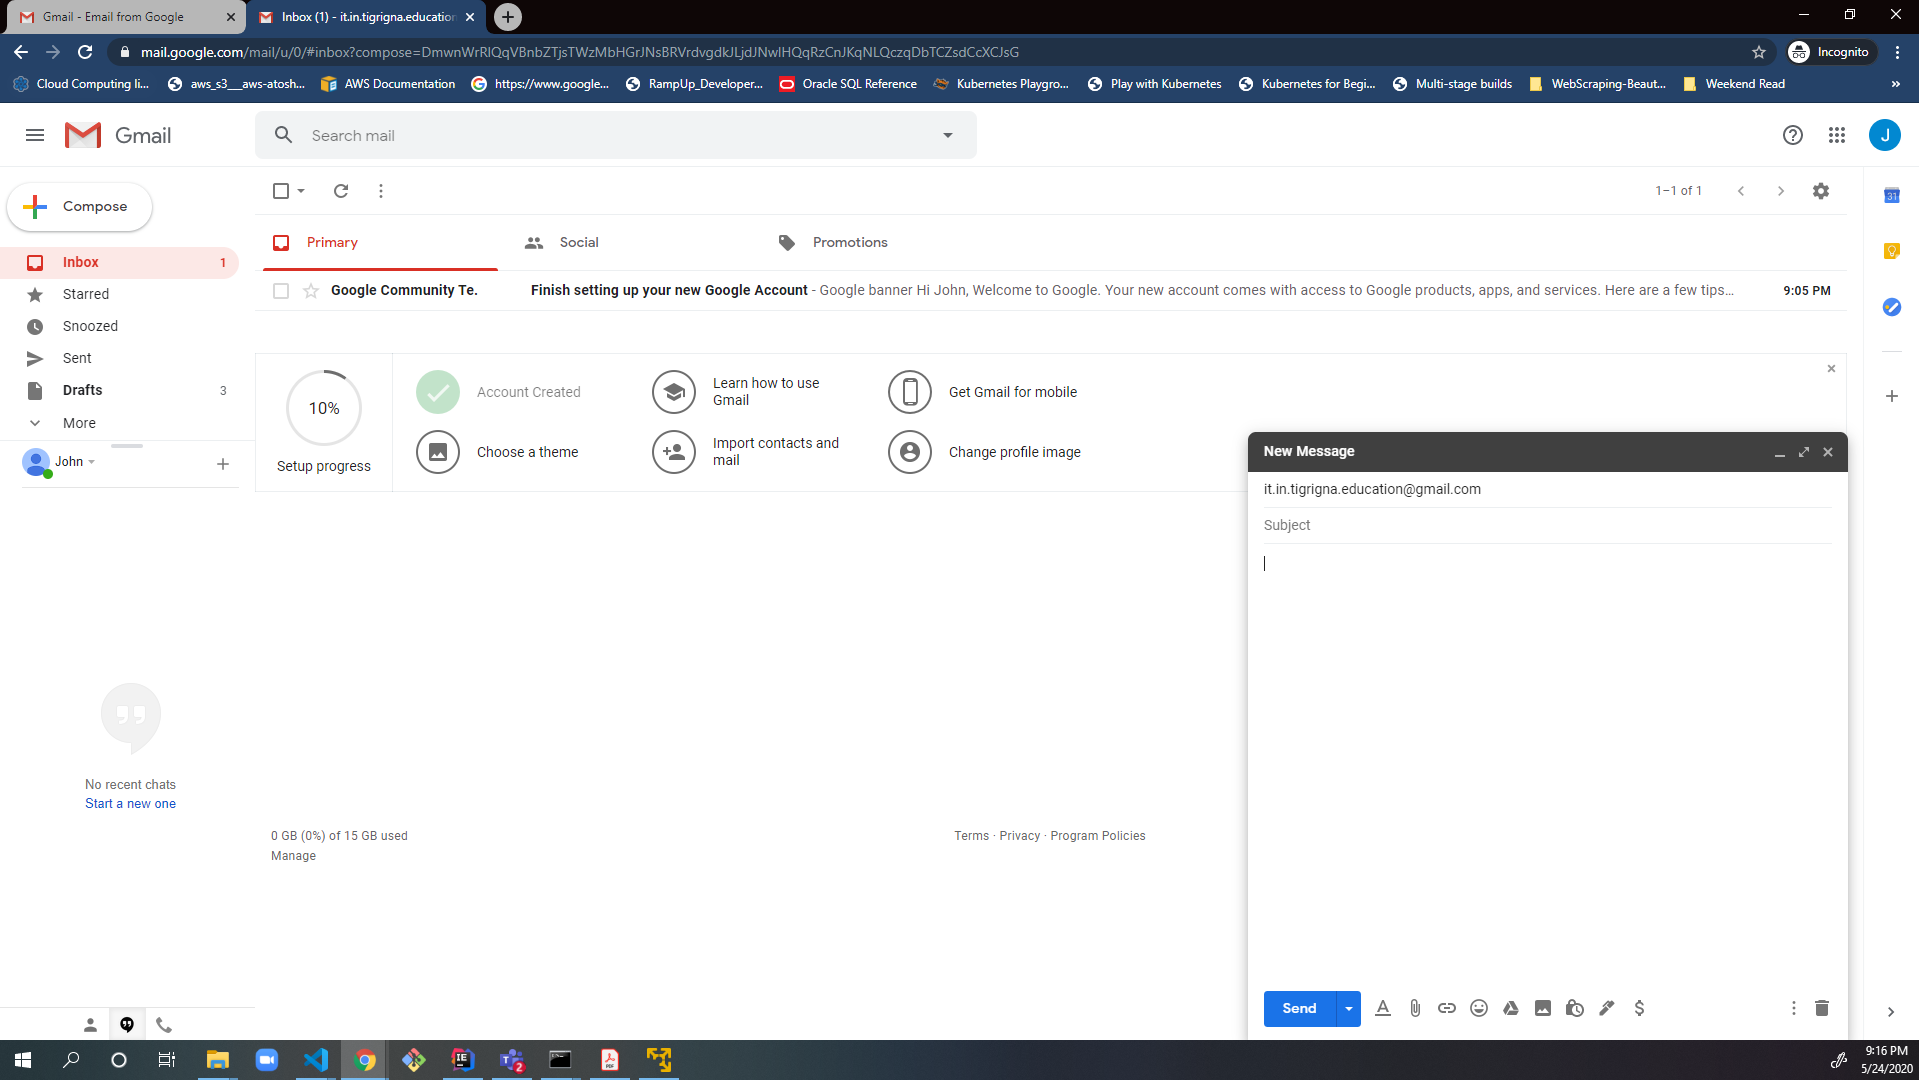 Gmail - Email from Google
Inbox (1) - it.in.tigrigna.education
mail.google.com/mail/u/0/#inbox?compose=DmwnWrRlQqVBnbZTjsTWzMbHGrJNsBRVrdvgdkJLjdJNwlHQqRzCnJKqNLQczqDbTCZsdCcXCJsG
Incognito
Cloud Computing li...
aws_s3___aws-atosh...
AWS Documentation
https://www.google...
RampUp_Developer...
Oracle SQL Reference
Kubernetes Playgro...
Play with Kubernetes
Kubernetes for Begi...
Multi-stage builds
WebScraping-Beaut...
Weekend Read
Gmail
Search mail
J
Compose
1–1 of 1
31
Primary
Social
Promotions
Inbox 1
Starred
Snoozed
Sent
Drafts 3
More
Google Community Te. Finish setting up your new Google Account - Google banner Hi John, Welcome to Google. Your new account comes with access to Google products, apps, and services. Here are a few tips… 9:05 PM
10%
Setup progress
Account Created
Learn how to use
Gmail
Get Gmail for mobile
Choose a theme
Import contacts and
mail
Change profile image
John
No recent chats
Start a new one
0 GB (0%) of 15 GB used
Manage
Terms · Privacy · Program Policies
New Message
it.in.tigrigna.education@gmail.com
Subject
Send
9:16 PM
5/24/2020